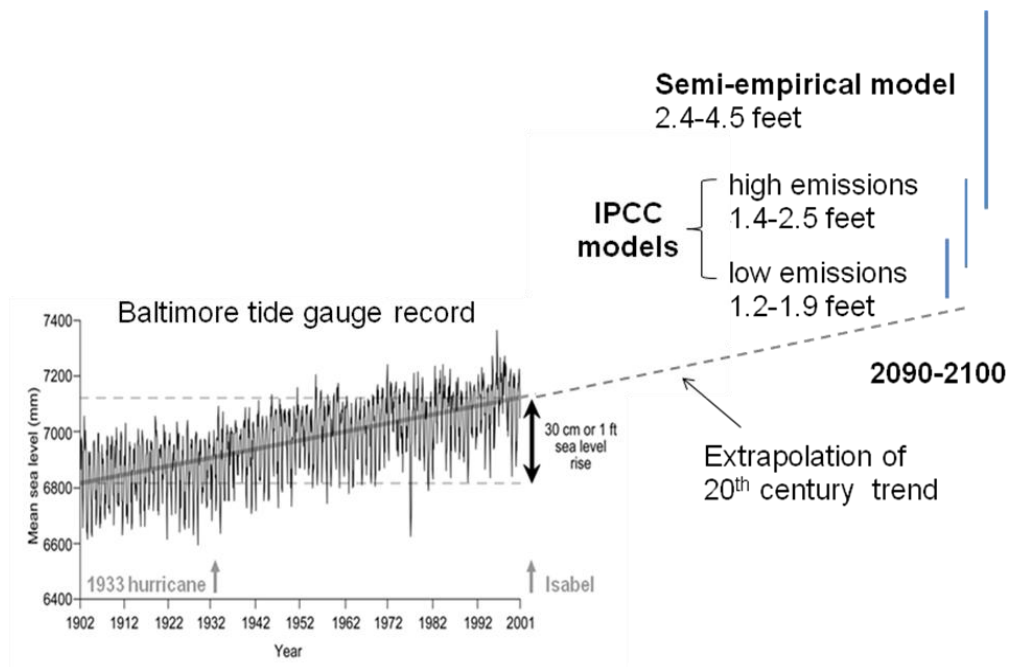 Semi-empirical model
2.4-4.5 feet
IPCC
models
high emissions
1.4-2.5 feet
low emissions
1.2-1.9 feet
Baltimore tide gauge record
7400
7200
7000
6800
6600
6400
Mean sea level (mm)
30 cm or 1 ft
sea level
rise
2090-2100
Extrapolation of
20th century trend
1933 hurricane
Isabel
1902 1912 1922 1932 1942 1952 1962 1972 1982 1992 2001
Year